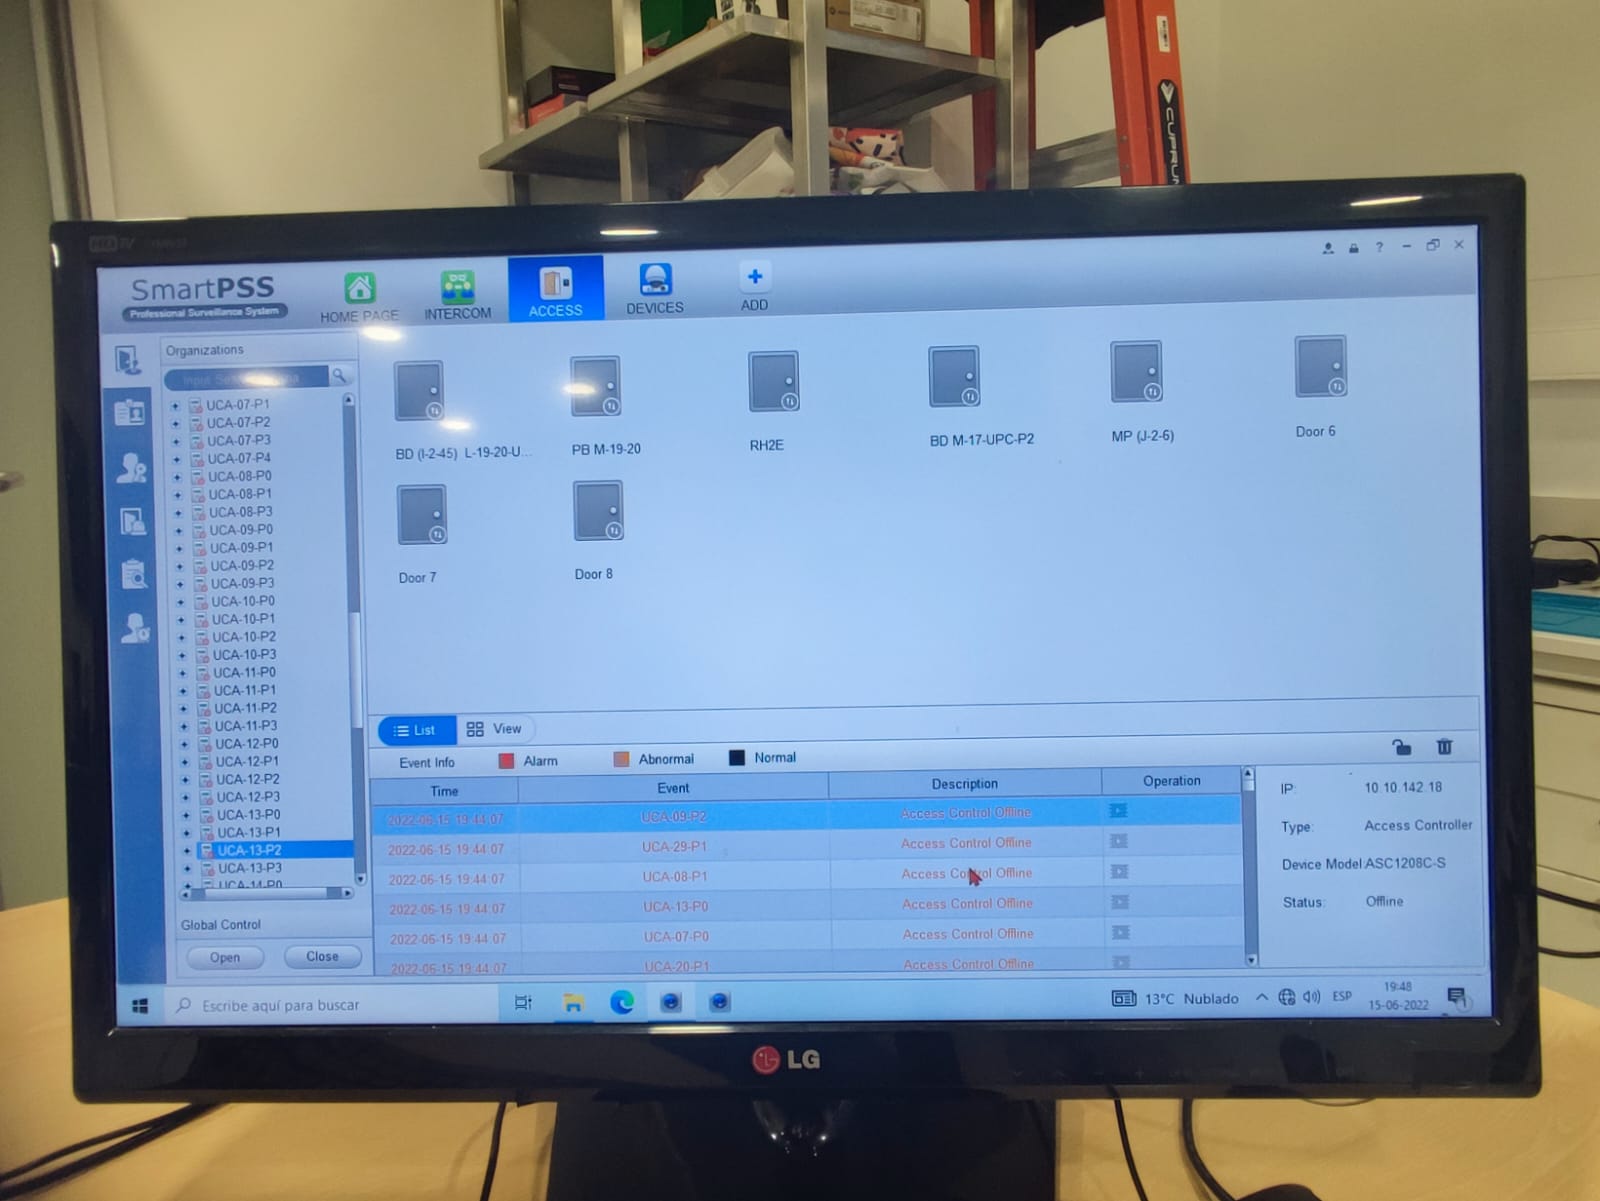 CUPRUM
SmartPSS
Professional Surveillance System
HOME PAGE
INTERCOM
ACCESS
DEVICES
ADD
?
Organizations
UCA-07-P1
UCA-07-P2
UCA-07-P3
UCA-07-P4
UCA-08-P0
UCA-08-P1
UCA-08-P3
UCA-09-P0
UCA-09-P1
UCA-09-P2
UCA-09-P3
UCA-10-P0
UCA-10-P1
UCA-10-P2
UCA-10-P3
UCA-11-P0
UCA-11-P1
UCA-11-P2
UCA-11-P3
UCA-12-P0
UCA-12-P1
UCA-12-P2
UCA-12-P3
UCA-13-P0
UCA-13-P1
UCA-13-P2
UCA-13-P3
UCA-14-P0
Global Control
Open Close
BD (I-2-45) L-19-20-U...
PB M-19-20
RH2E
BD M-17-UPC-P2
MP (J-2-6)
Door 6
Door 7
Door 8
List View
Event Info Alarm Abnormal Normal
Time Event Description Operation
2022-06-15 19:44:07 UCA-09-P2 Access Control Offline
2022-06-15 19:44:07 UCA-29-P1 Access Control Offline
2022-06-15 19:44:07 UCA-08-P1 Access Control Offline
2022-06-15 19:44:07 UCA-13-P0 Access Control Offline
2022-06-15 19:44:07 UCA-07-P0 Access Control Offline
2022-06-15 19:44:07 UCA-20-P1 Access Control Offline
IP: 10.10.142.18
Type: Access Controller
Device Model ASC1208C-S
Status: Offline
Escribe aquí para buscar
13°C Nublado
ESP
19:48
15-06-2022
1
LG